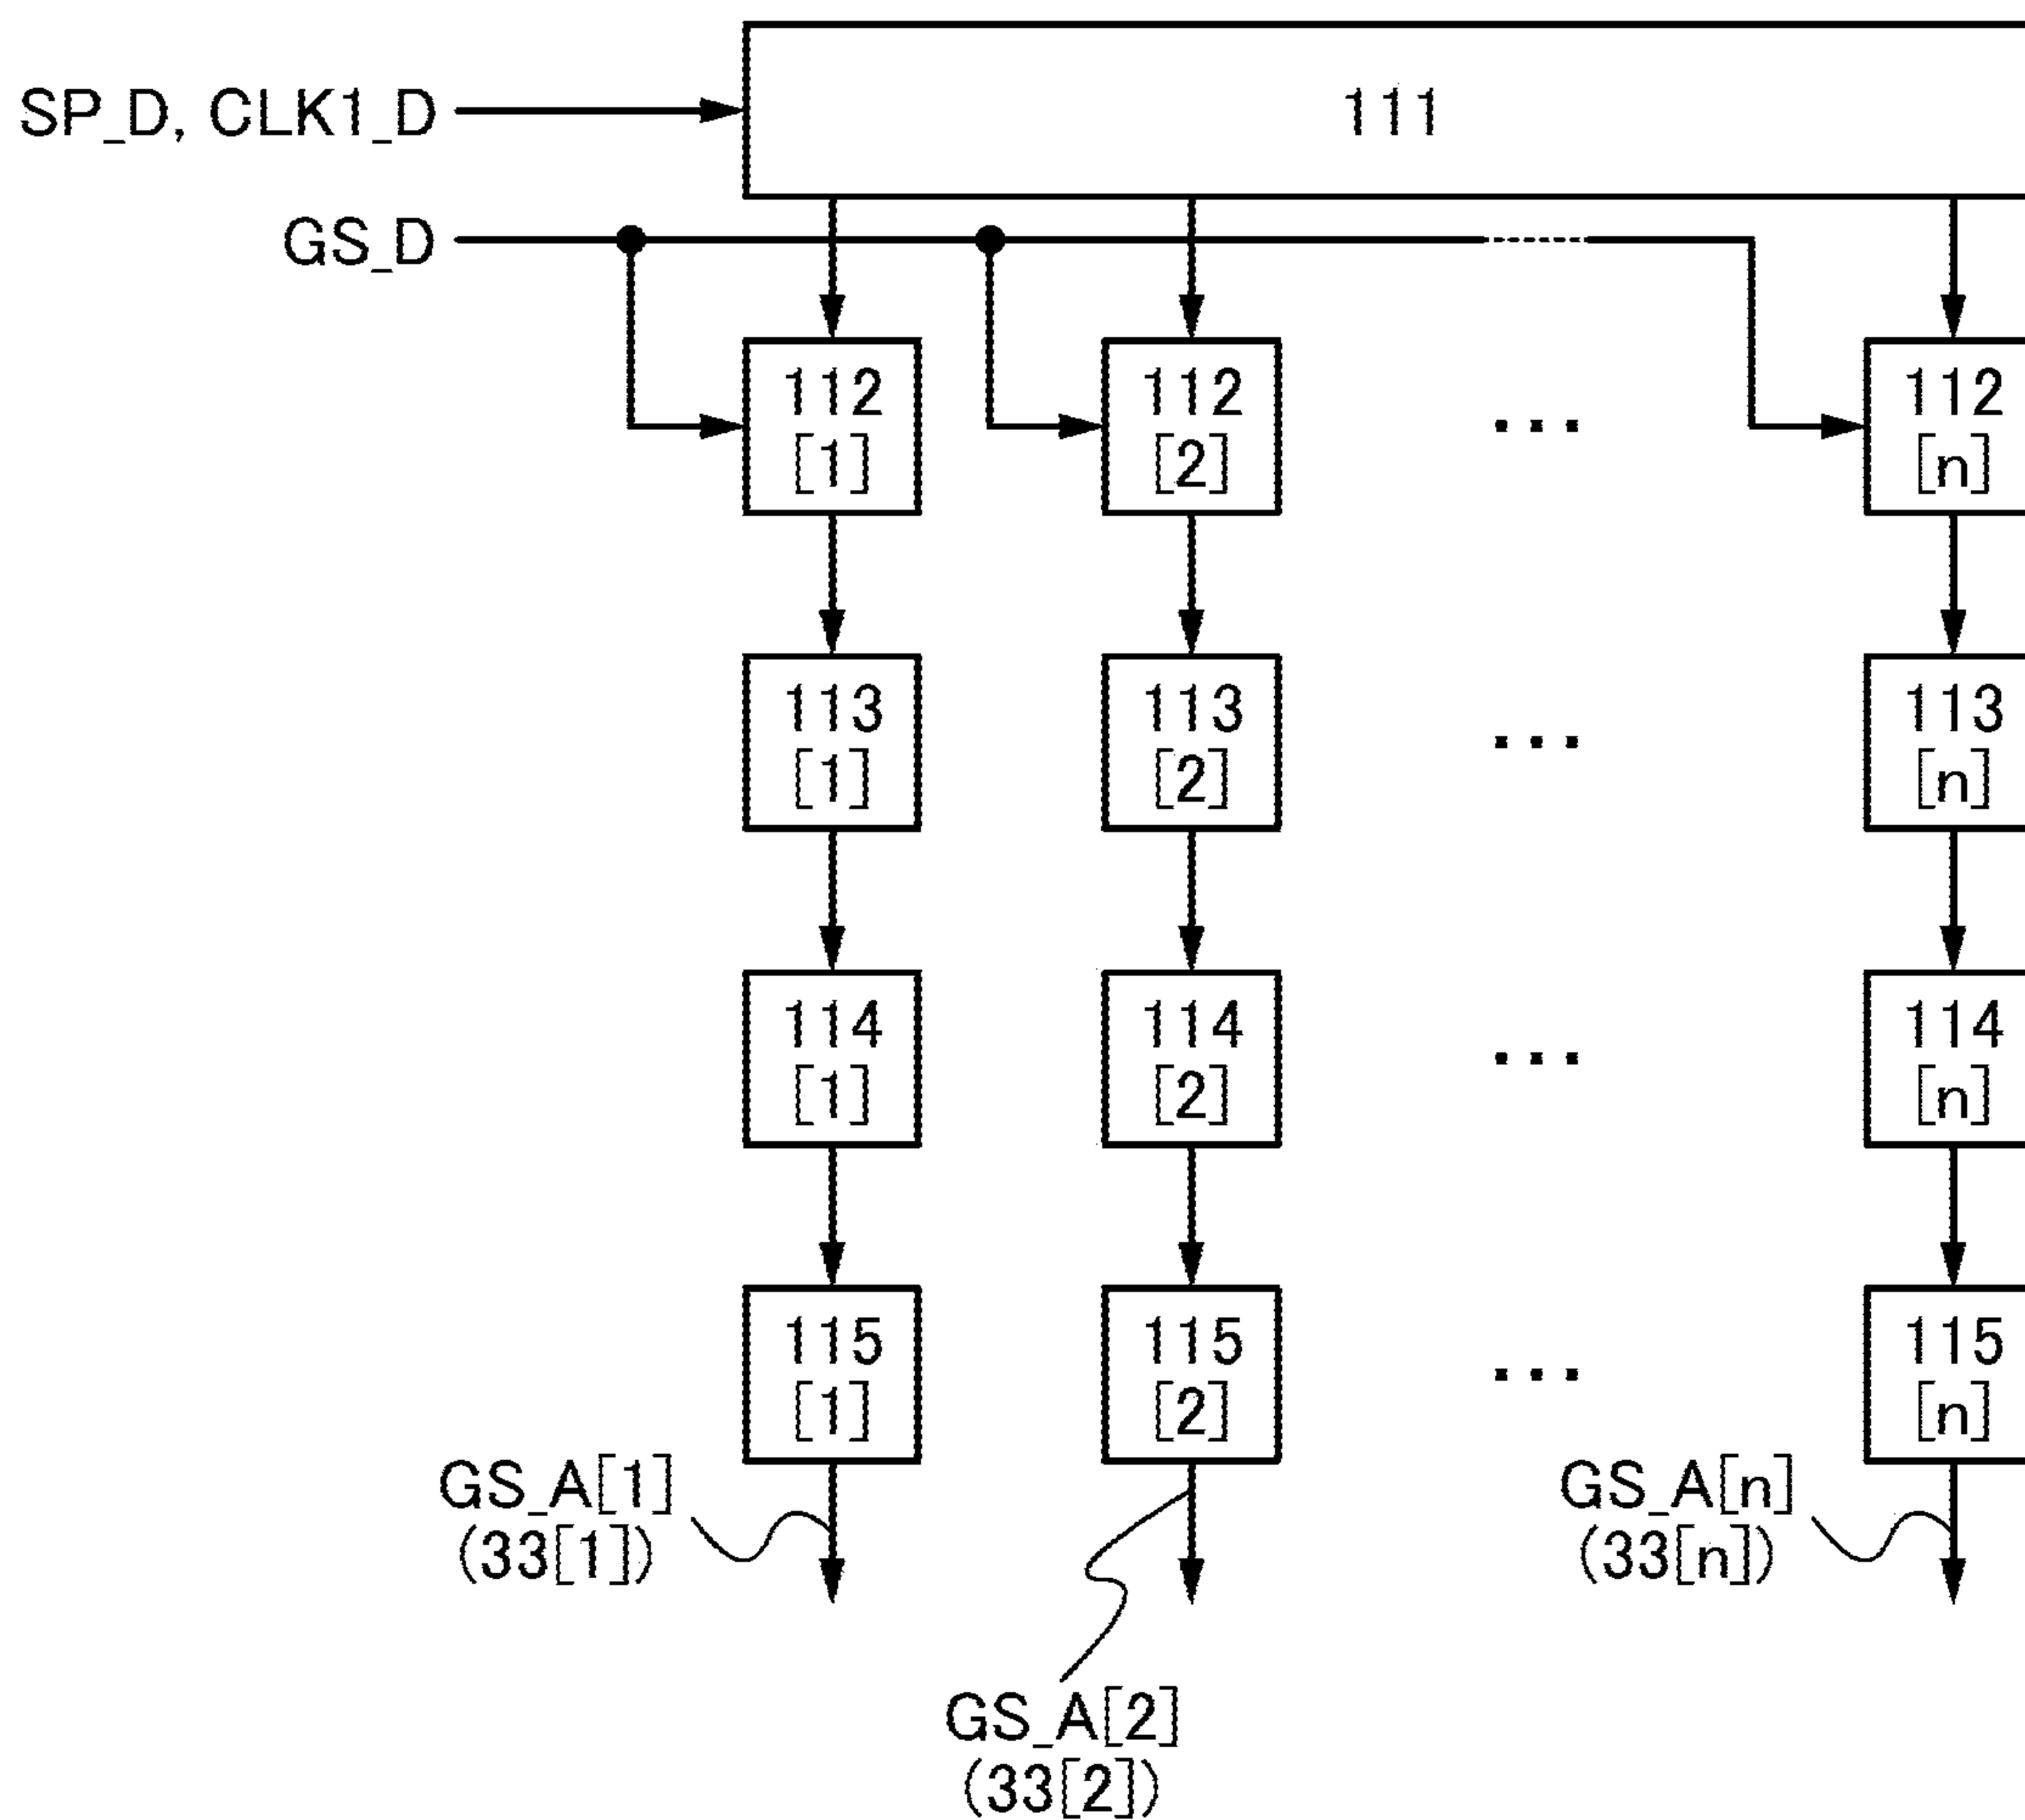 SP_D, CLK1_D
111
GS_D
112
[1]
112
[2]
...
112
[n]
113
[1]
113
[2]
...
113
[n]
114
[1]
114
[2]
...
114
[n]
115
[1]
115
[2]
...
115
[n]
GS_A[1]
(33[1])
GS_A[n]
(33[n])
GS_A[2]
(33[2])